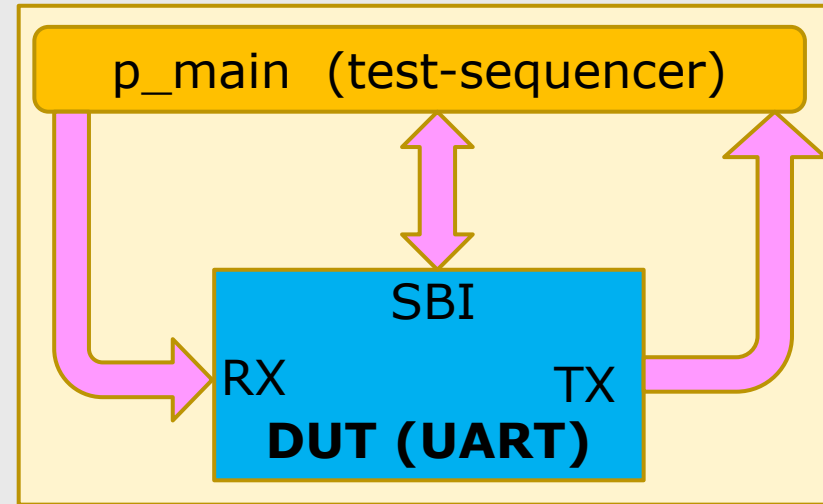 p_main (test-sequencer)
SBI
RX TX
DUT (UART)